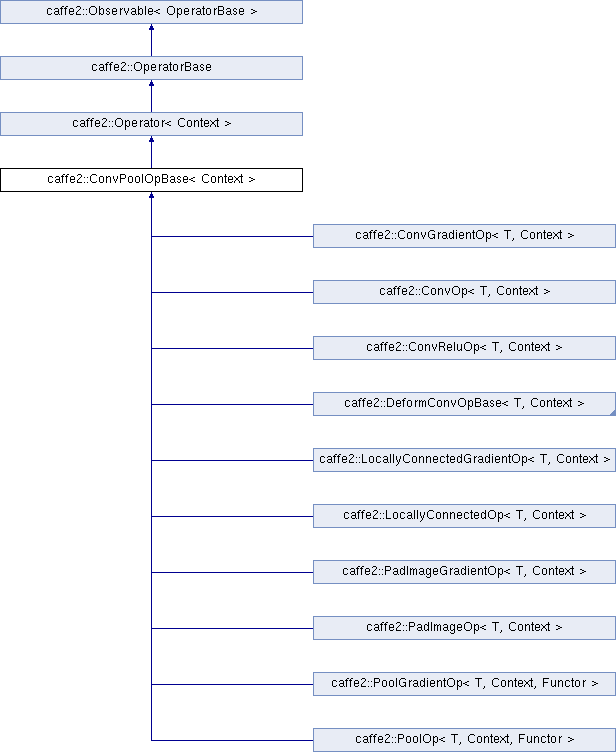 caffe2::Observable< OperatorBase >
caffe2::OperatorBase
caffe2::Operator< Context >
caffe2::ConvPoolOpBase< Context >
caffe2::ConvGradientOp< T, Context >
caffe2::ConvOp< T, Context >
caffe2::ConvReluOp< T, Context >
caffe2::DeformConvOpBase< T, Context >
caffe2::LocallyConnectedGradientOp< T, Context >
caffe2::LocallyConnectedOp< T, Context >
caffe2::PadImageGradientOp< T, Context >
caffe2::PadImageOp< T, Context >
caffe2::PoolGradientOp< T, Context, Functor >
caffe2::PoolOp< T, Context, Functor >